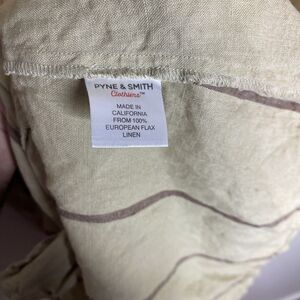 PYNE & SMITH
Clothiers™
MADE IN
CALIFORNIA
FROM 100%
EUROPEAN FLAX
LINEN